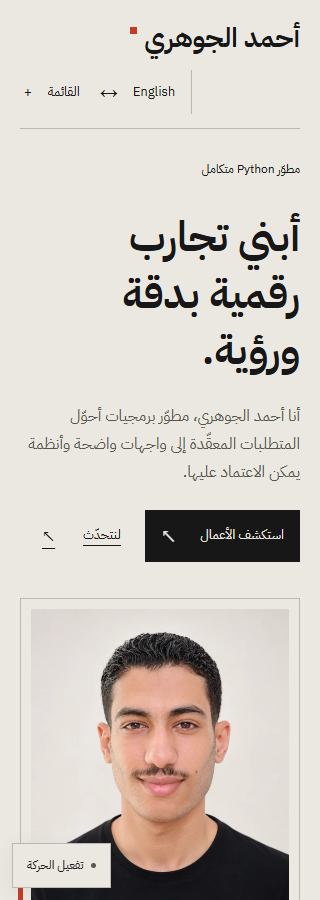 أحمد الجوهري
English ↔ القائمة +
مطوّر Python متكامل
أبني تجارب
رقمية بدقة
ورؤية.
أنا أحمد الجوهري، مطوّر برمجيات أحوّل
المتطلبات المعقّدة إلى واجهات واضحة وأنظمة
يمكن الاعتماد عليها.
استكشف الأعمال ↖ لنتحدّث ↖
تفعيل الحركة